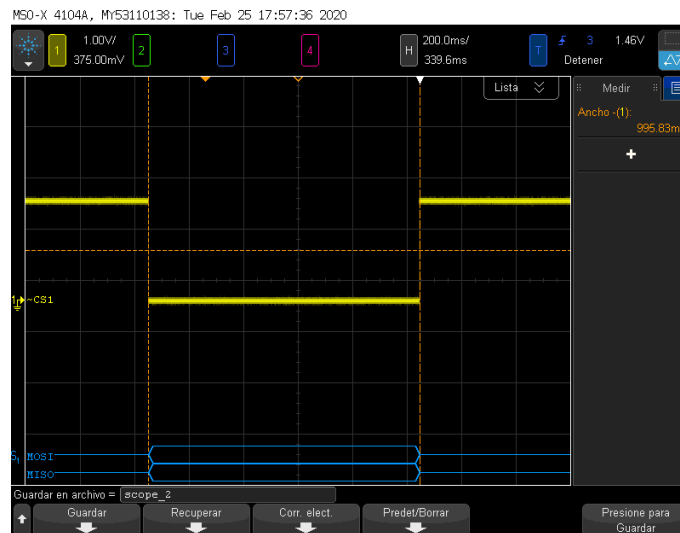 MSO-X 4104A, MY53110138: Tue Feb 25 17:57:36 2020
1 1.00V/ 375.00mV 2 3 4 H 200.0ms/ 339.6ms T 3 1.46V Detener
Lista
Medir
Ancho -(1):
995.83m
+
1 ~CS1
S1 MOSI
MISO
Guardar en archivo = scope_2
Guardar Recuperar Corr. elect. Predet/Borrar Presione para Guardar